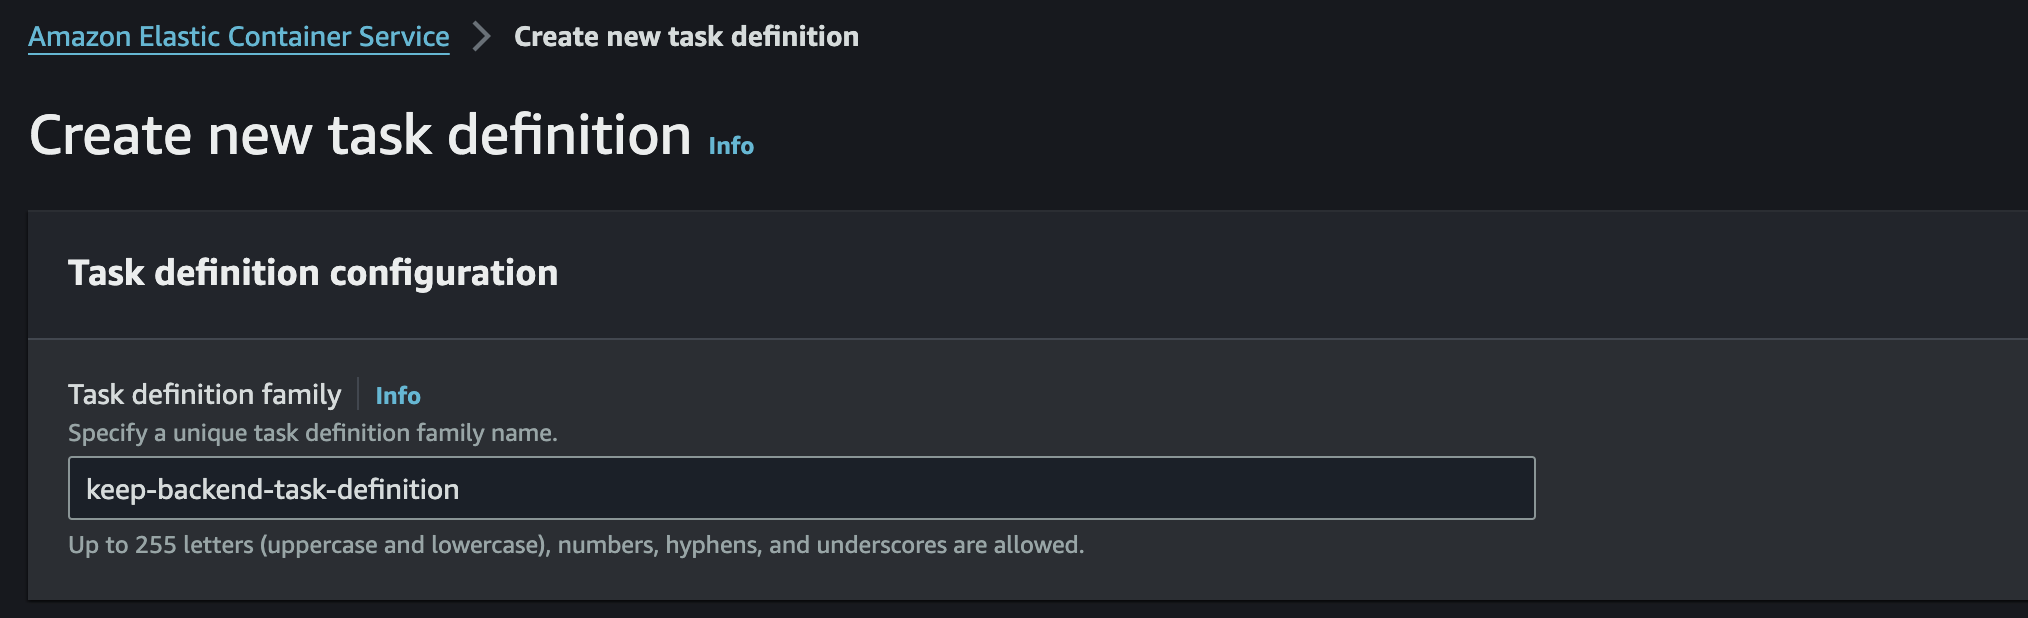 Amazon Elastic Container Service > Create new task definition
Create new task definition Info
Task definition configuration
Task definition family | Info
Specify a unique task definition family name.
keep-backend-task-definition
Up to 255 letters (uppercase and lowercase), numbers, hyphens, and underscores are allowed.